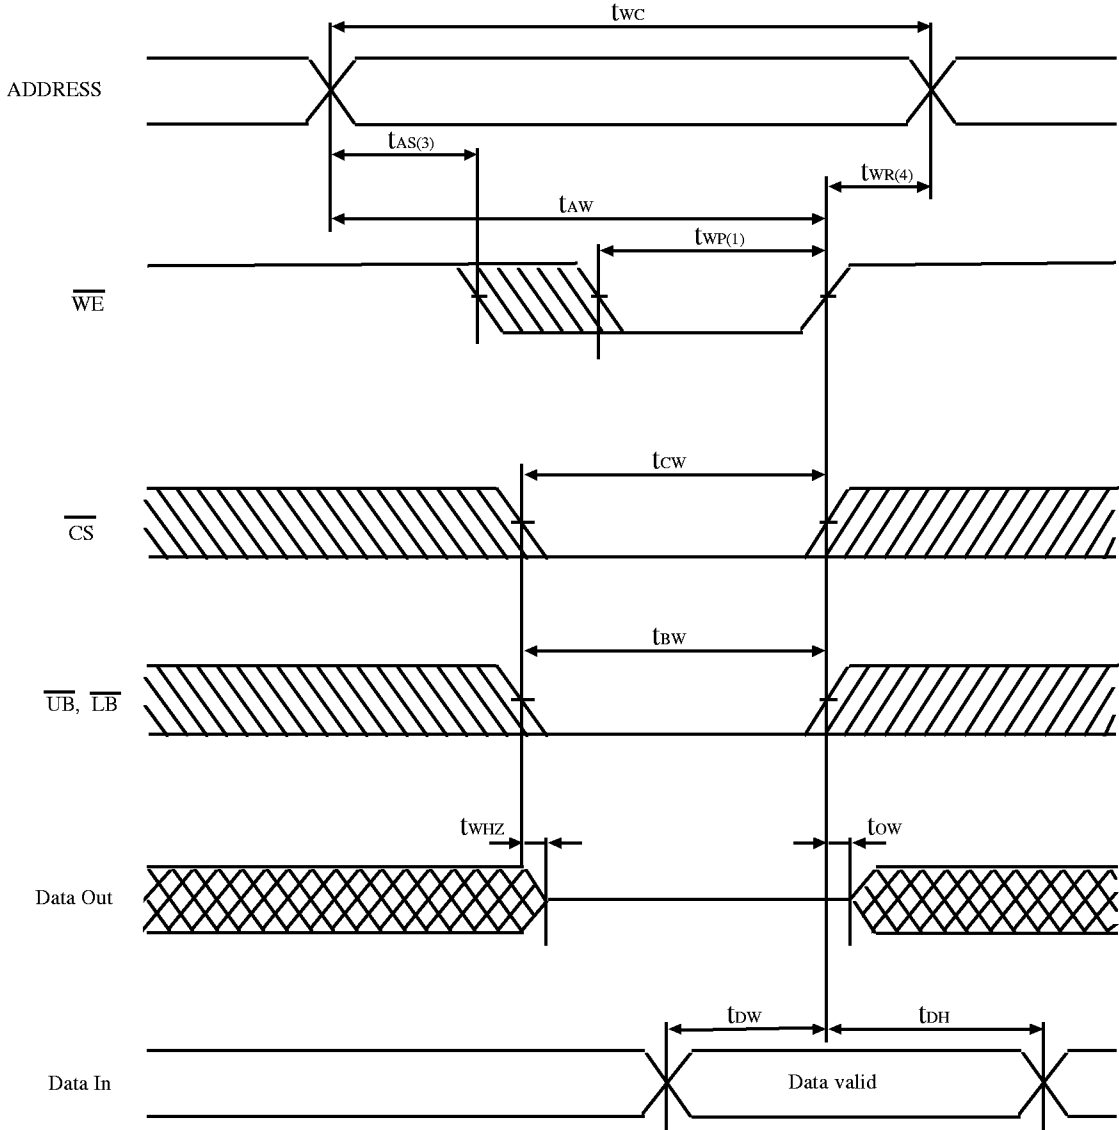 tWC
ADDRESS
tAS(3)
tWR(4)
tAW
tWP(1)
WE
tCW
CS
tBW
UB, LB
tWHZ
tOW
Data Out
tDW
tDH
Data In
Data valid